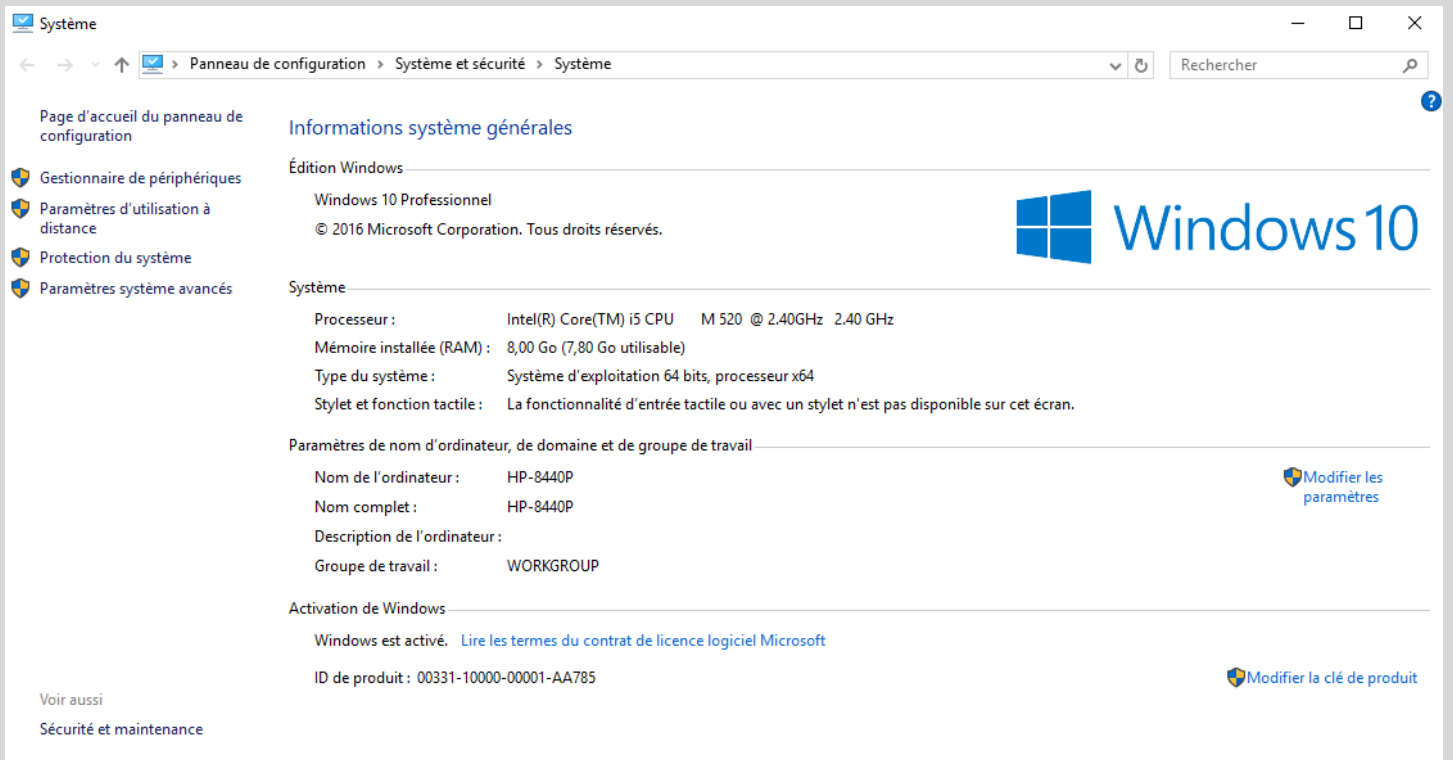 Système
Panneau de configuration > Système et sécurité > Système
Rechercher
?
Page d'accueil du panneau de
configuration
Gestionnaire de périphériques
Paramètres d'utilisation à
distance
Protection du système
Paramètres système avancés
Voir aussi
Sécurité et maintenance
Informations système générales
Édition Windows
Windows 10 Professionnel
© 2016 Microsoft Corporation. Tous droits réservés.
Windows 10
Système
Processeur : Intel(R) Core(TM) i5 CPU M 520 @ 2.40GHz 2.40 GHz
Mémoire installée (RAM) : 8,00 Go (7,80 Go utilisable)
Type du système : Système d'exploitation 64 bits, processeur x64
Stylet et fonction tactile : La fonctionnalité d'entrée tactile ou avec un stylet n'est pas disponible sur cet écran.
Paramètres de nom d'ordinateur, de domaine et de groupe de travail
Nom de l'ordinateur : HP-8440P
Modifier les
paramètres
Nom complet : HP-8440P
Description de l'ordinateur :
Groupe de travail : WORKGROUP
Activation de Windows
Windows est activé. Lire les termes du contrat de licence logiciel Microsoft
ID de produit : 00331-10000-00001-AA785
Modifier la clé de produit